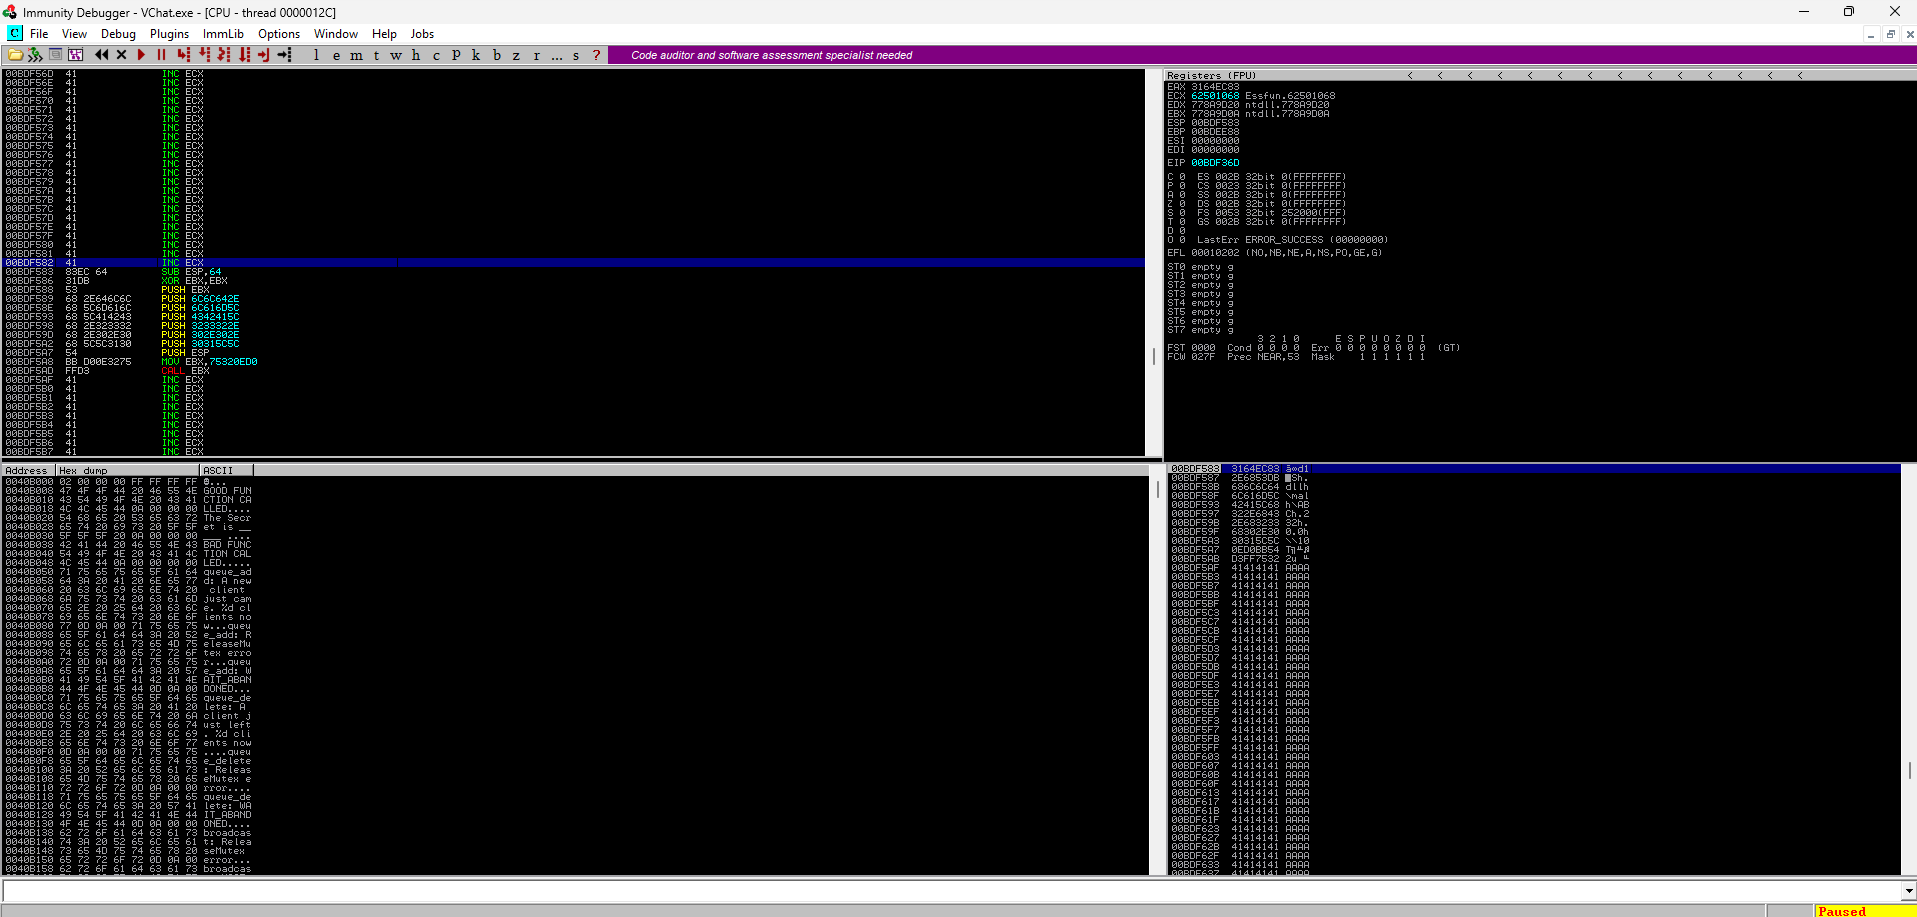 Immunity Debugger - VChat.exe - [CPU - thread 0000012C]
C File View Debug Plugins ImmLib Options Window Help Jobs
l e m t w h c P k b z r ... s ? Code auditor and software assessment specialist needed
00BDF56D 41 INC ECX
00BDF56E 41 INC ECX
00BDF56F 41 INC ECX
00BDF570 41 INC ECX
00BDF571 41 INC ECX
00BDF572 41 INC ECX
00BDF573 41 INC ECX
00BDF574 41 INC ECX
00BDF575 41 INC ECX
00BDF576 41 INC ECX
00BDF577 41 INC ECX
00BDF578 41 INC ECX
00BDF579 41 INC ECX
00BDF57A 41 INC ECX
00BDF57B 41 INC ECX
00BDF57C 41 INC ECX
00BDF57D 41 INC ECX
00BDF57E 41 INC ECX
00BDF57F 41 INC ECX
00BDF580 41 INC ECX
00BDF581 41 INC ECX
00BDF582 41 INC ECX
00BDF583 83EC 64 SUB ESP,64
00BDF586 31DB XOR EBX,EBX
00BDF588 53 PUSH EBX
00BDF589 68 2E646C6C PUSH 6C6C642E
00BDF58E 68 5C6D616C PUSH 6C616D5C
00BDF593 68 5C414243 PUSH 4342415C
00BDF598 68 2E323332 PUSH 3233322E
00BDF59D 68 2E302E30 PUSH 302E302E
00BDF5A2 68 5C5C3130 PUSH 30315C5C
00BDF5A7 54 PUSH ESP
00BDF5A8 BB D00E3275 MOV EBX,75320ED0
00BDF5AD FFD3 CALL EBX
00BDF5AF 41 INC ECX
00BDF5B0 41 INC ECX
00BDF5B1 41 INC ECX
00BDF5B2 41 INC ECX
00BDF5B3 41 INC ECX
00BDF5B4 41 INC ECX
00BDF5B5 41 INC ECX
00BDF5B6 41 INC ECX
00BDF5B7 41 INC ECX
Registers (FPU) < < < < < < < < < < < < < <
EAX 3164EC83
ECX 62501068 Essfun.62501068
EDX 778A9D20 ntdll.778A9D20
EBX 778A9D0A ntdll.778A9D0A
ESP 00BDF583
EBP 00BDEE88
ESI 00000000
EDI 00000000
EIP 00BDF36D
C 0 ES 002B 32bit 0(FFFFFFFF)
P 0 CS 0023 32bit 0(FFFFFFFF)
A 0 SS 002B 32bit 0(FFFFFFFF)
Z 0 DS 002B 32bit 0(FFFFFFFF)
S 0 FS 0053 32bit 252000(FFF)
T 0 GS 002B 32bit 0(FFFFFFFF)
D 0
O 0 LastErr ERROR_SUCCESS (00000000)
EFL 00010202 (NO,NB,NE,A,NS,PO,GE,G)
ST0 empty g
ST1 empty g
ST2 empty g
ST3 empty g
ST4 empty g
ST5 empty g
ST6 empty g
ST7 empty g
3 2 1 0 E S P U O Z D I
FST 0000 Cond 0 0 0 0 Err 0 0 0 0 0 0 0 0 (GT)
FCW 027F Prec NEAR,53 Mask 1 1 1 1 1 1
Address Hex dump ASCII
0040B000 02 00 00 00 FF FF FF FF
0040B008 47 4F 4F 44 20 46 55 4E GOOD FUN
0040B010 43 54 49 4F 4E 20 43 41 CTION CA
0040B018 4C 4C 45 44 0A 00 00 00 LLED....
0040B020 54 68 65 20 53 65 63 72 The Secr
0040B028 65 74 20 69 73 20 5F 5F et is __
0040B030 5F 5F 5F 20 0A 00 00 00 ___ ....
0040B038 42 41 44 20 46 55 4E 43 BAD FUNC
0040B040 54 49 4F 4E 20 43 41 4C TION CAL
0040B048 4C 45 44 0A 00 00 00 00 LED.....
0040B050 71 75 65 75 65 5F 61 64 queue_ad
0040B058 64 3A 20 41 20 6E 65 77 d: A new
0040B060 20 63 6C 69 65 6E 74 20 client
0040B068 6A 75 73 74 20 63 61 6D just cam
0040B070 65 2E 20 25 64 20 63 6C e. %d cl
0040B078 69 65 6E 74 73 20 6E 6F ients no
0040B080 77 0D 0A 00 71 75 65 75 w...queu
0040B088 65 5F 61 64 64 3A 20 52 e_add: R
0040B090 65 6C 65 61 73 65 4D 75 eleaseMu
0040B098 74 65 78 20 65 72 72 6F tex erro
0040B0A0 72 0D 0A 00 71 75 65 75 r...queu
0040B0A8 65 5F 61 64 64 3A 20 57 e_add: W
0040B0B0 41 49 54 5F 41 42 41 4E AIT_ABAN
0040B0B8 44 4F 4E 45 44 0D 0A 00 DONED...
0040B0C0 71 75 65 75 65 5F 64 65 queue_de
0040B0C8 6C 65 74 65 3A 20 41 20 lete: A
0040B0D0 63 6C 69 65 6E 74 20 6A client j
0040B0D8 75 73 74 20 6C 65 66 74 ust left
0040B0E0 2E 20 25 64 20 63 6C 69 . %d cli
0040B0E8 65 6E 74 73 20 6E 6F 77 ents now
0040B0F0 0D 0A 00 00 71 75 65 75 ....queu
0040B0F8 65 5F 64 65 6C 65 74 65 e_delete
0040B100 3A 20 52 65 6C 65 61 73 : Releas
0040B108 65 4D 75 74 65 78 20 65 eMutex e
0040B110 72 72 6F 72 0D 0A 00 00 rror....
0040B118 71 75 65 75 65 5F 64 65 queue_de
0040B120 6C 65 74 65 3A 20 57 41 lete: WA
0040B128 49 54 5F 41 42 41 4E 44 IT_ABAND
0040B130 4F 4E 45 44 0D 0A 00 00 ONED....
0040B138 62 72 6F 61 64 63 61 73 broadcas
0040B140 74 3A 20 52 65 6C 65 61 t: Relea
0040B148 73 65 4D 75 74 65 78 20 seMutex
0040B150 65 72 72 6F 72 0D 0A 00 error...
0040B158 62 72 6F 61 64 63 61 73 broadcas
00BDF583 3164EC83
00BDF587 2E6853DB
00BDF58B 686C6C64 dllh
00BDF58F 6C616D5C \mal
00BDF593 42415C68 h\AB
00BDF597 322E6843 Ch.2
00BDF59B 2E683233 32h.
00BDF59F 68302E30 0.0h
00BDF5A3 30315C5C \\10
00BDF5A7 0ED0BB54
00BDF5AB D3FF7532
00BDF5AF 41414141 AAAA
00BDF5B3 41414141 AAAA
00BDF5B7 41414141 AAAA
00BDF5BB 41414141 AAAA
00BDF5BF 41414141 AAAA
00BDF5C3 41414141 AAAA
00BDF5C7 41414141 AAAA
00BDF5CB 41414141 AAAA
00BDF5CF 41414141 AAAA
00BDF5D3 41414141 AAAA
00BDF5D7 41414141 AAAA
00BDF5DB 41414141 AAAA
00BDF5DF 41414141 AAAA
00BDF5E3 41414141 AAAA
00BDF5E7 41414141 AAAA
00BDF5EB 41414141 AAAA
00BDF5EF 41414141 AAAA
00BDF5F3 41414141 AAAA
00BDF5F7 41414141 AAAA
00BDF5FB 41414141 AAAA
00BDF5FF 41414141 AAAA
00BDF603 41414141 AAAA
00BDF607 41414141 AAAA
00BDF60B 41414141 AAAA
00BDF60F 41414141 AAAA
00BDF613 41414141 AAAA
00BDF617 41414141 AAAA
00BDF61B 41414141 AAAA
00BDF61F 41414141 AAAA
00BDF623 41414141 AAAA
00BDF627 41414141 AAAA
00BDF62B 41414141 AAAA
00BDF62F 41414141 AAAA
00BDF633 41414141 AAAA
00BDF637 41414141 AAAA
Paused